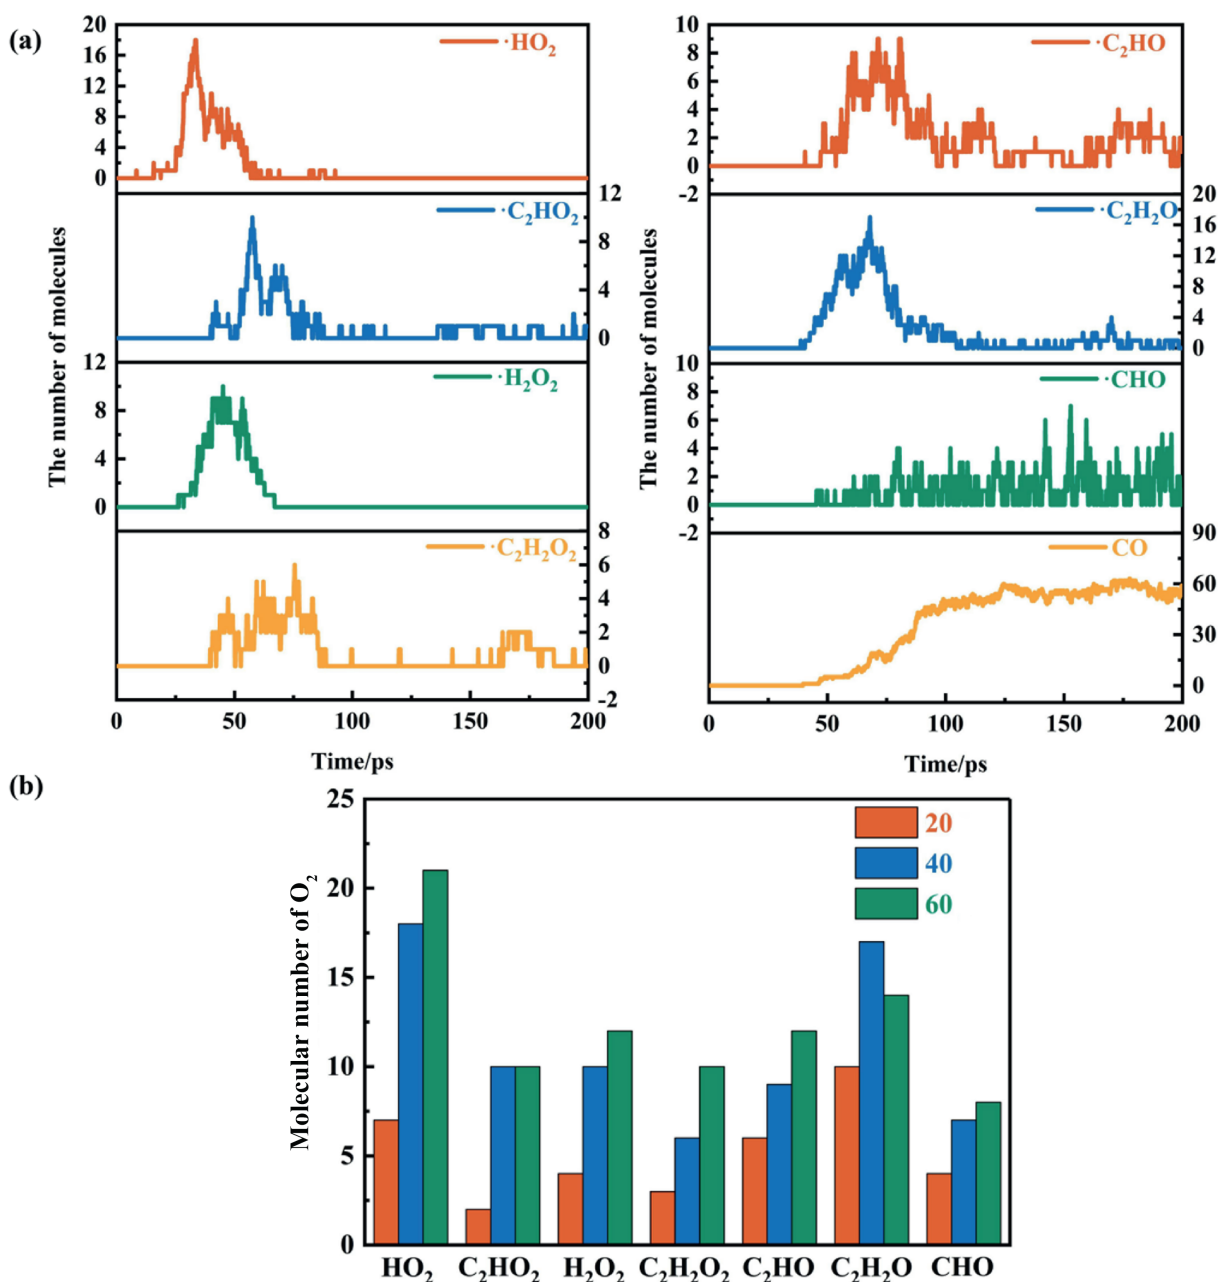 (a)
The number of molecules
20
16
12
8
4
0
·HO₂
12
8
4
0
·C₂HO₂
12
8
4
0
·H₂O₂
8
6
4
2
0
-2
·C₂H₂O₂
0 50 100 150 200
Time/ps
The number of molecules
10
8
6
4
2
0
-2
·C₂HO
20
16
12
8
4
0
·C₂H₂O
10
8
6
4
2
0
-2
·CHO
90
60
30
0
CO
0 50 100 150 200
Time/ps
(b)
Molecular number of O₂
25
20
15
10
5
0
20
40
60
HO₂ C₂HO₂ H₂O₂ C₂H₂O₂ C₂HO C₂H₂O CHO